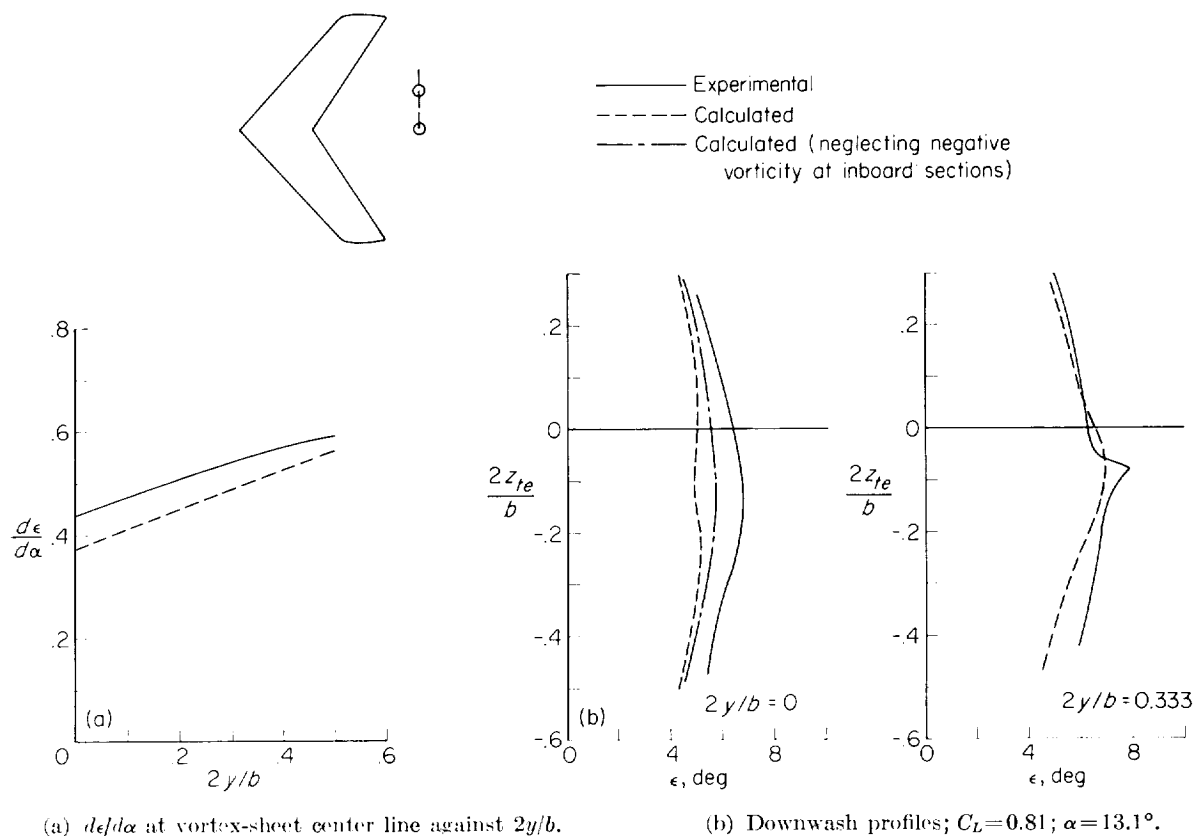 Experimental
Calculated
Calculated (neglecting negative
vorticity at inboard sections)
.8
.6
.4
.2
0
dϵ/dα
(a)
0
.2
.4
.6
2y/b
.2
0
-.2
-.4
-.6
2z_te/b
(b)
2y/b=0
0
4
8
ϵ, deg
.2
0
-.2
-.4
-.6
2z_te/b
2y/b=0.333
0
4
8
ϵ, deg
(a) dϵ/dα at vortex-sheet center line against 2y/b.
(b) Downwash profiles; C_L=0.81; α=13.1°.